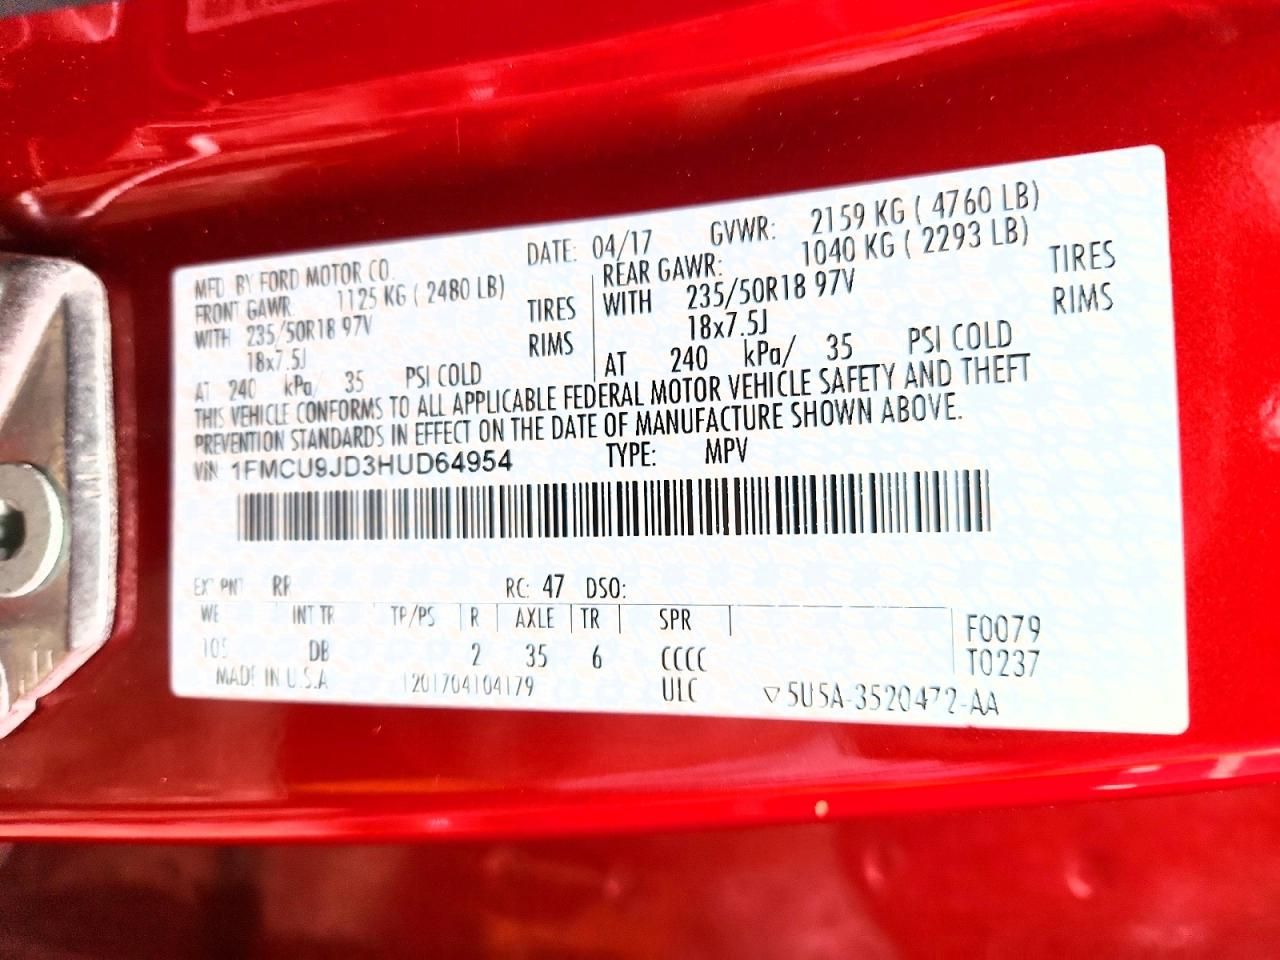 MFD. BY FORD MOTOR CO. DATE: 04/17 GVWR: 2159 KG ( 4760 LB)
FRONT GAWR: 1125 KG ( 2480 LB) REAR GAWR: 1040 KG ( 2293 LB)
WITH 235/50R18 97V TIRES WITH 235/50R18 97V TIRES
18x7.5J RIMS 18x7.5J RIMS
AT 240 kPa/ 35 PSI COLD AT 240 kPa/ 35 PSI COLD
THIS VEHICLE CONFORMS TO ALL APPLICABLE FEDERAL MOTOR VEHICLE SAFETY AND THEFT
PREVENTION STANDARDS IN EFFECT ON THE DATE OF MANUFACTURE SHOWN ABOVE.
VIN 1FMCU9JD3HUD64954 TYPE: MPV
EXT PNT RR RC: 47 DSO:
WB INT TR TP/PS R AXLE TR SPR
F0079
105 DB 2 35 6 CCCC T0237
MADE IN U.S.A. 1201704104179 ULC ▽5U5A-3520472-AA